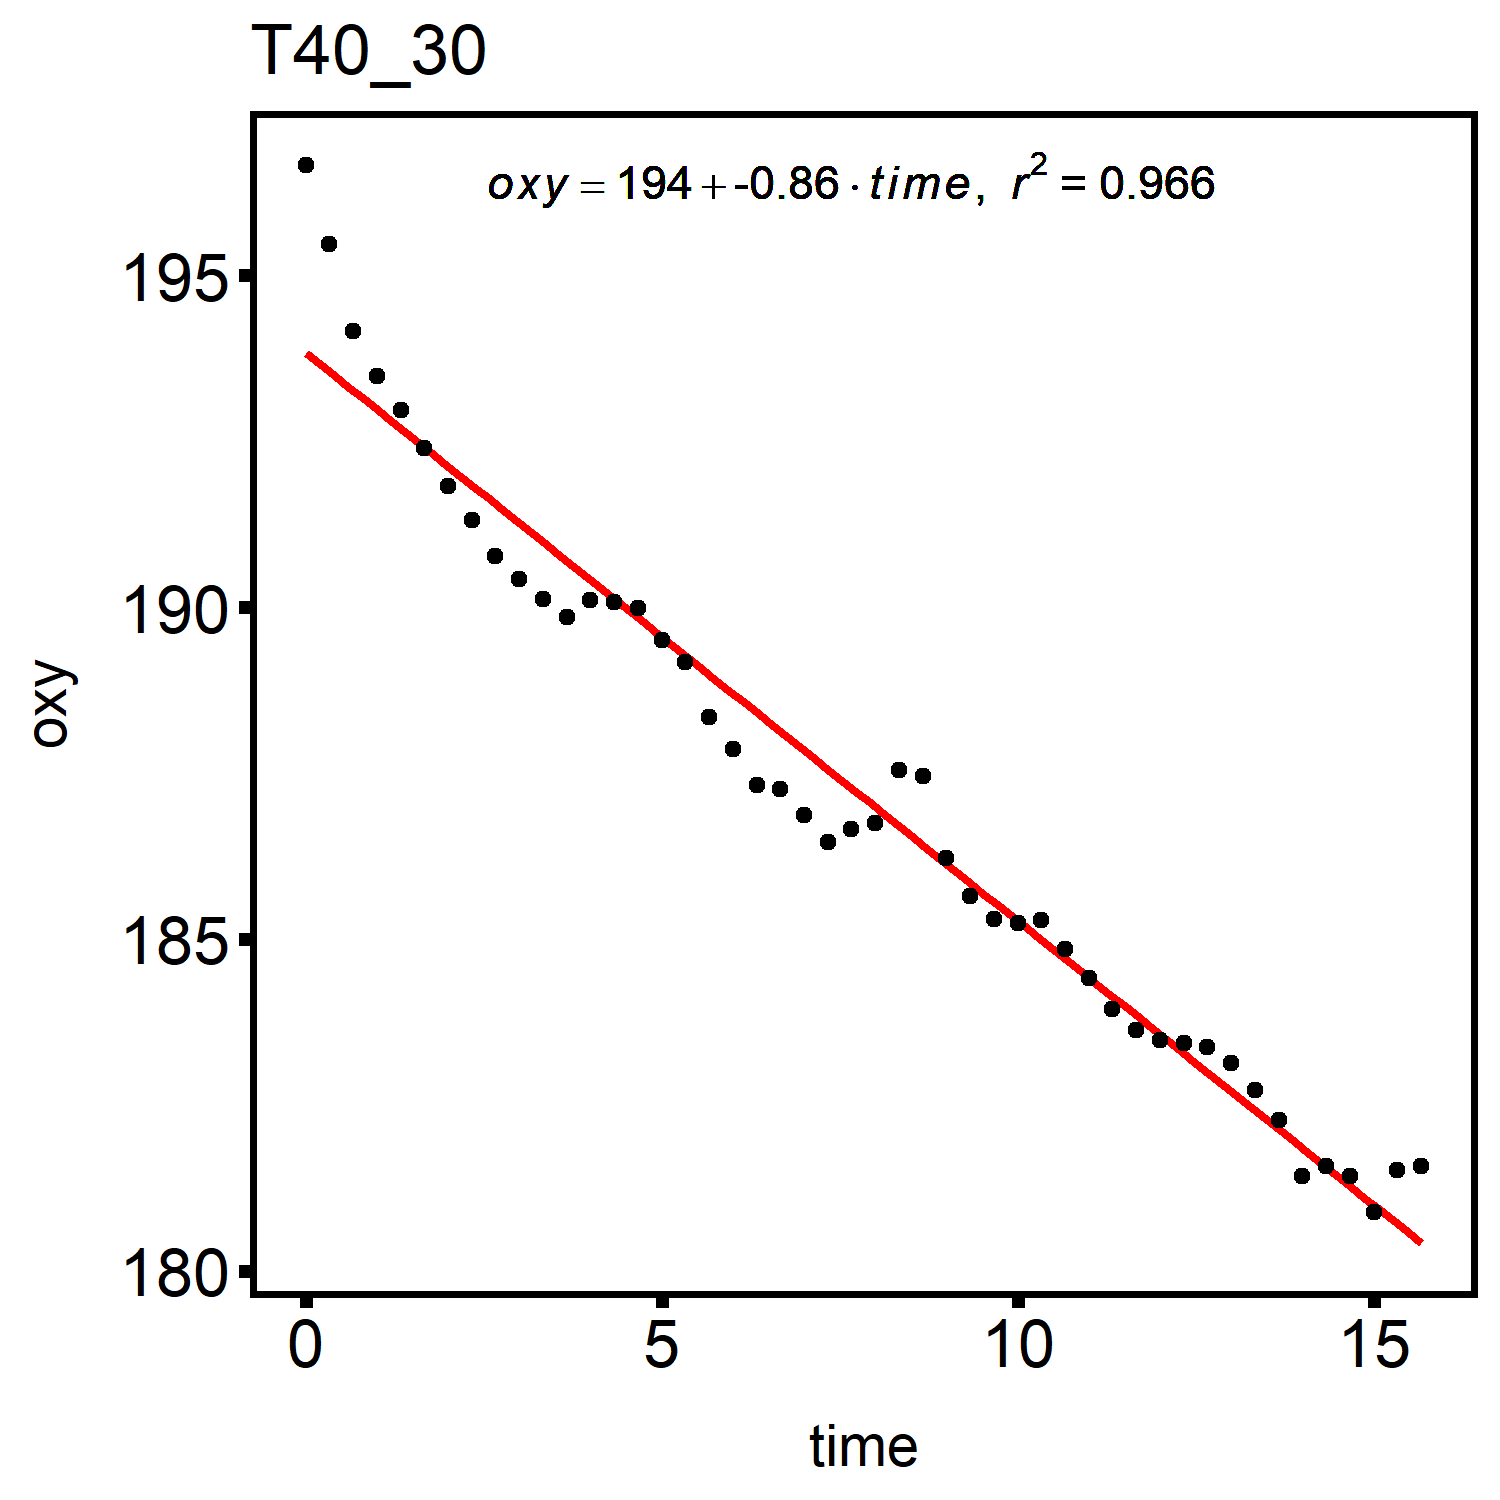 T40_30
oxy = 194 + -0.86 · time, r² = 0.966
195
190
185
180
oxy
0 5 10 15
time